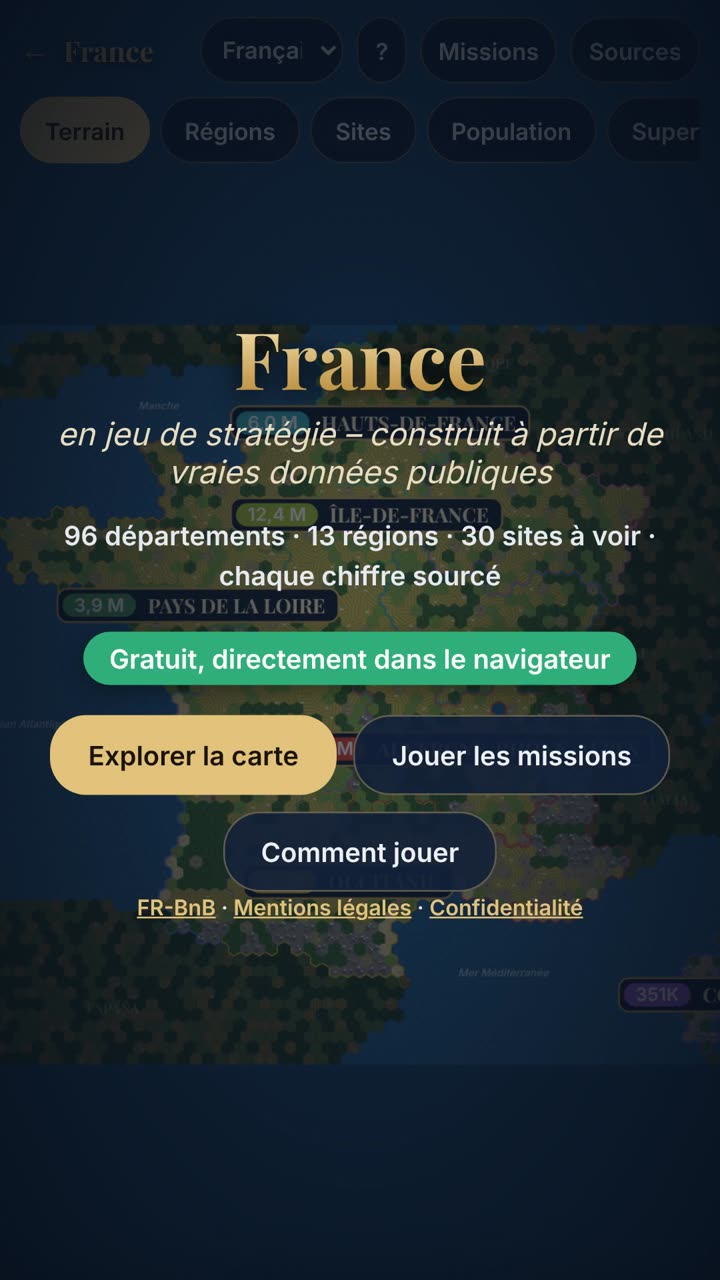 ← France
Françai
?
Missions
Sources
Terrain
Régions
Sites
Population
Super
France
Manche
6,0 M HAUTS-DE-FRANCE
en jeu de stratégie – construit à partir de
vraies données publiques
12,4 M ÎLE-DE-FRANCE
96 départements · 13 régions · 30 sites à voir ·
chaque chiffre sourcé
3,9 M PAYS DE LA LOIRE
Gratuit, directement dans le navigateur
Explorer la carte
M
Jouer les missions
Comment jouer
OCCITANIE
FR-BnB · Mentions légales · Confidentialité
Mer Méditerranée
351K CO